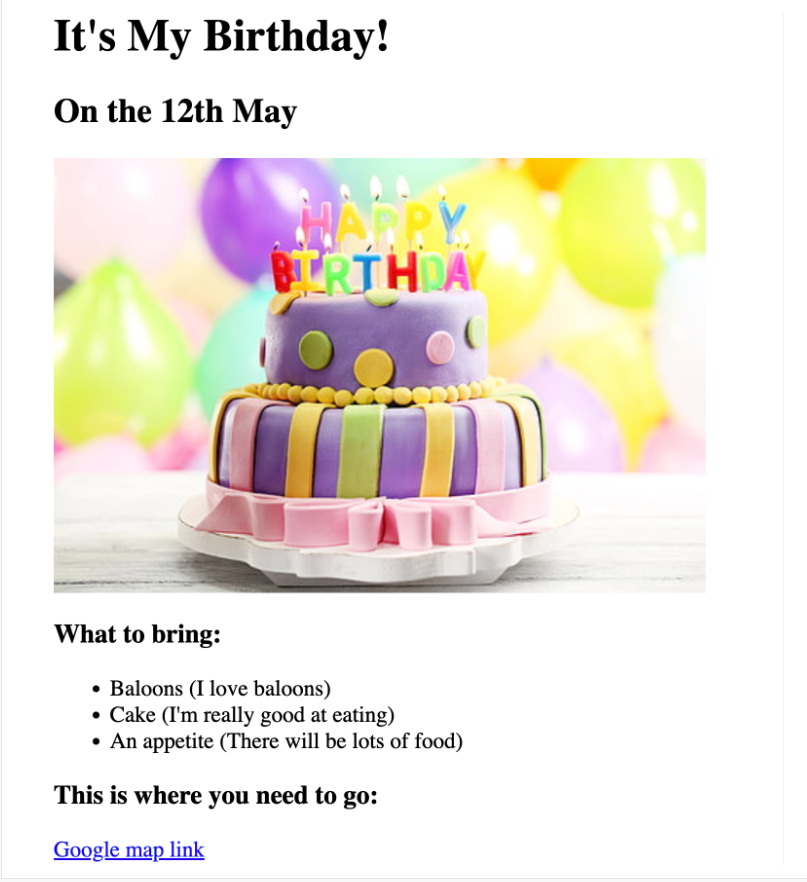 It's My Birthday!
On the 12th May
HAPPY
BIRTHDAY
What to bring:
Baloons (I love baloons)
Cake (I'm really good at eating)
An appetite (There will be lots of food)
This is where you need to go:
Google map link